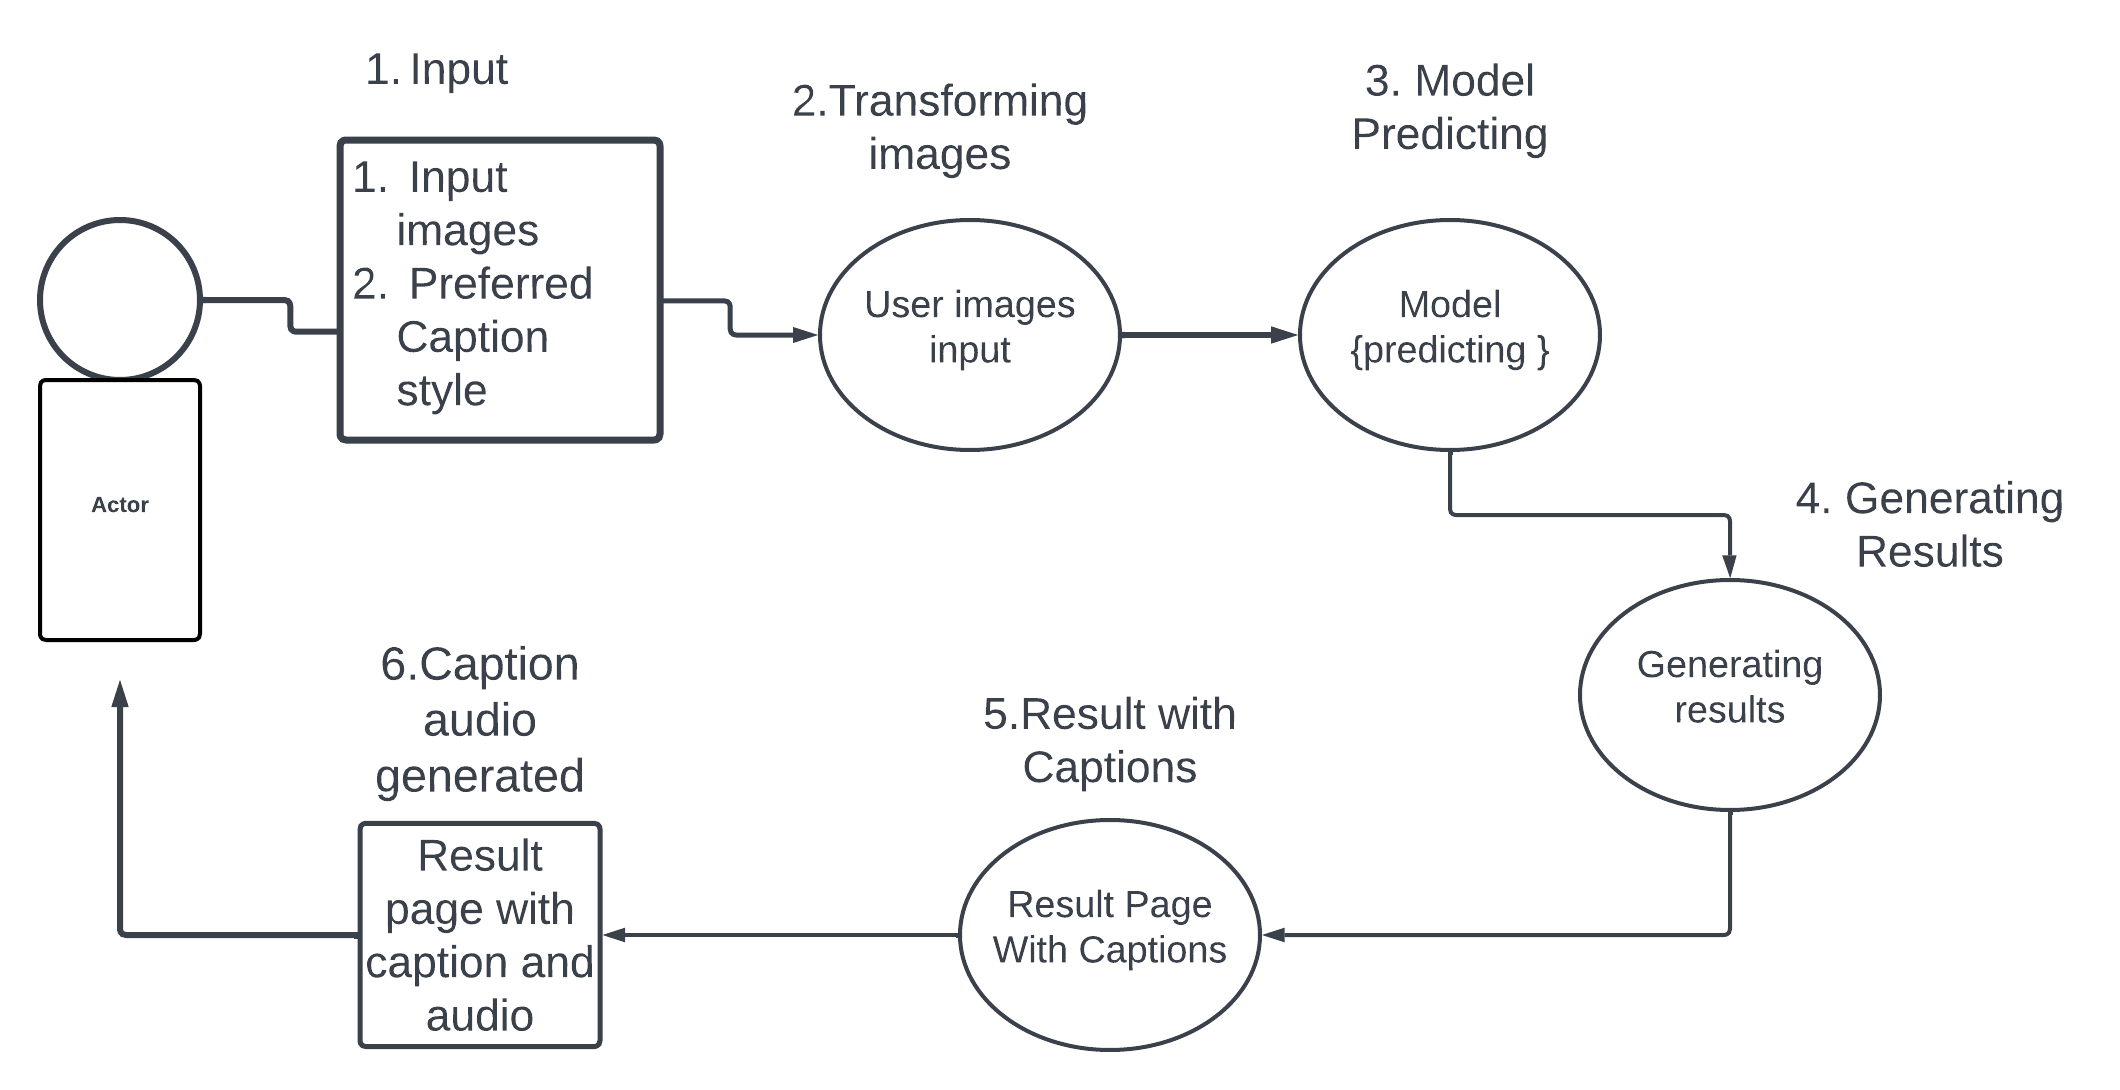 1. Input
1. Input
images
2. Preferred
Caption
style
2.Transforming
images
User images
input
3. Model
Predicting
Model
{predicting }
Actor
4. Generating
Results
Generating
results
5.Result with
Captions
Result Page
With Captions
6.Caption
audio
generated
Result
page with
caption and
audio